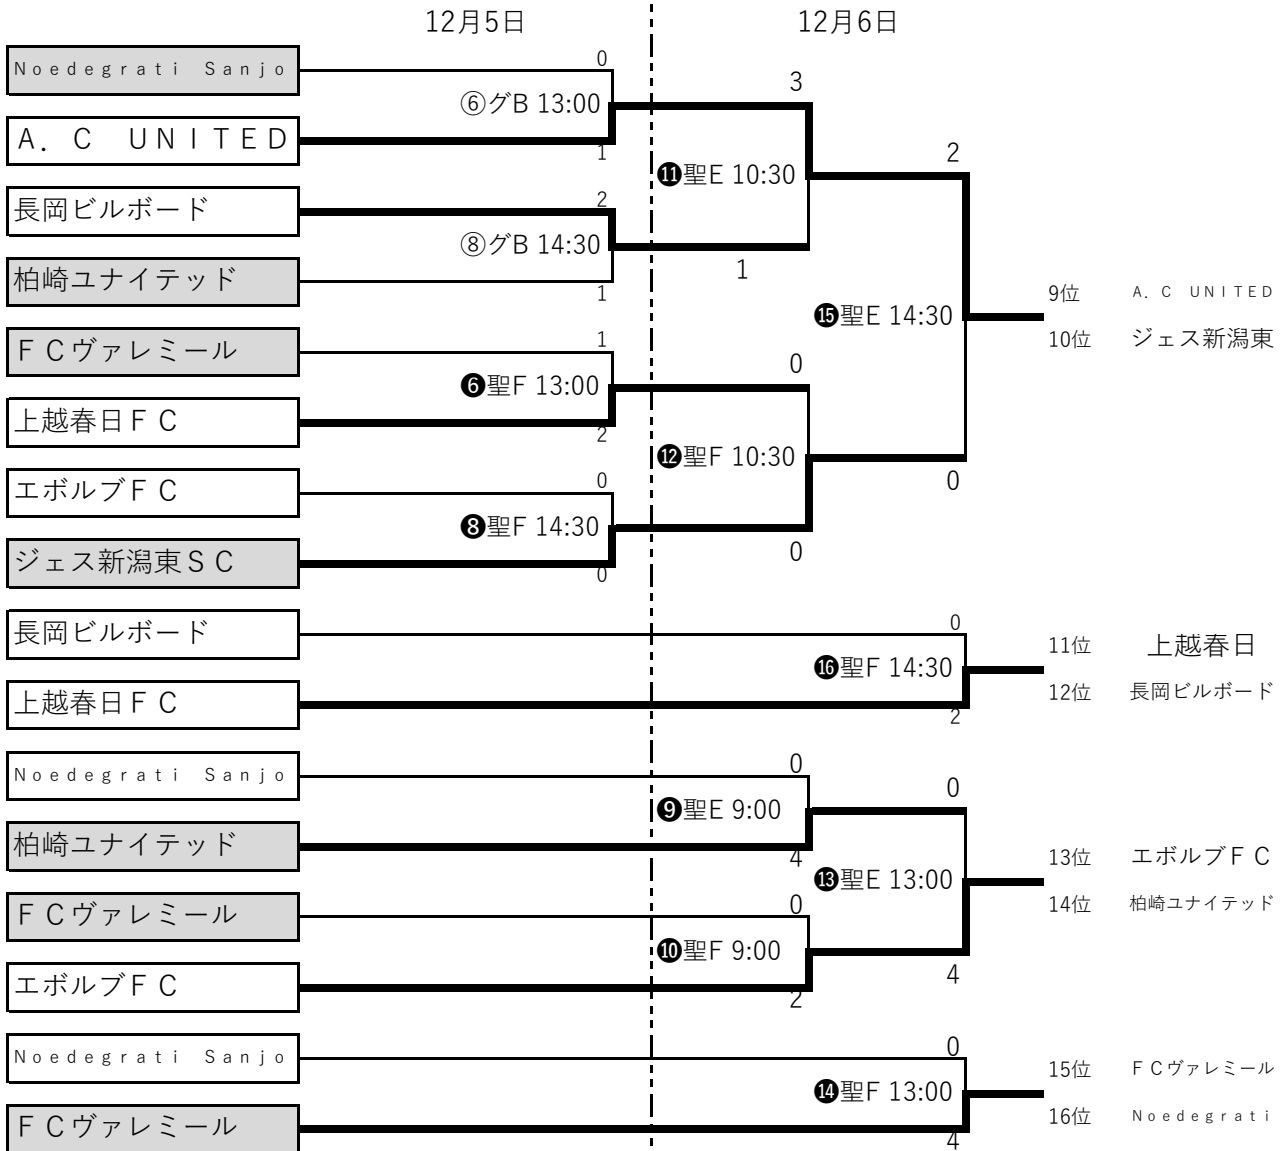 12月5日 12月6日
Noedegrati Sanjo
0
⑥グB 13:00
3
A．C　UNITED
1
2
長岡ビルボード
2
⓫聖E 10:30
⑧グB 14:30
1
柏崎ユナイテッド
1
9位 A．C　UNITED
⓯聖E 14:30
10位 ジェス新潟東
ＦＣヴァレミール
1
0
❻聖F 13:00
上越春日ＦＣ
2
⓬聖F 10:30
エボルブＦＣ
0
0
❽聖F 14:30
0
ジェス新潟東ＳＣ
0
長岡ビルボード
0
11位 上越春日
⓰聖F 14:30
12位 長岡ビルボード
上越春日ＦＣ
2
Noedegrati Sanjo
0
0
❾聖E 9:00
柏崎ユナイテッド
4
13位 エボルブＦＣ
⓭聖E 13:00
14位 柏崎ユナイテッド
ＦＣヴァレミール
0
❿聖F 9:00
エボルブＦＣ
2
4
Noedegrati Sanjo
0
15位 ＦＣヴァレミール
⓮聖F 13:00
16位 Noedegrati
ＦＣヴァレミール
4